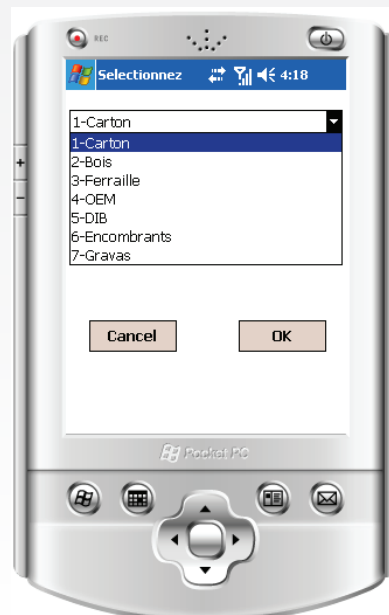 REC
Selectionnez 4:18
1-Carton
1-Carton
2-Bois
3-Ferraille
4-OEM
5-DIB
6-Encombrants
7-Gravas
Cancel OK
Pocket PC